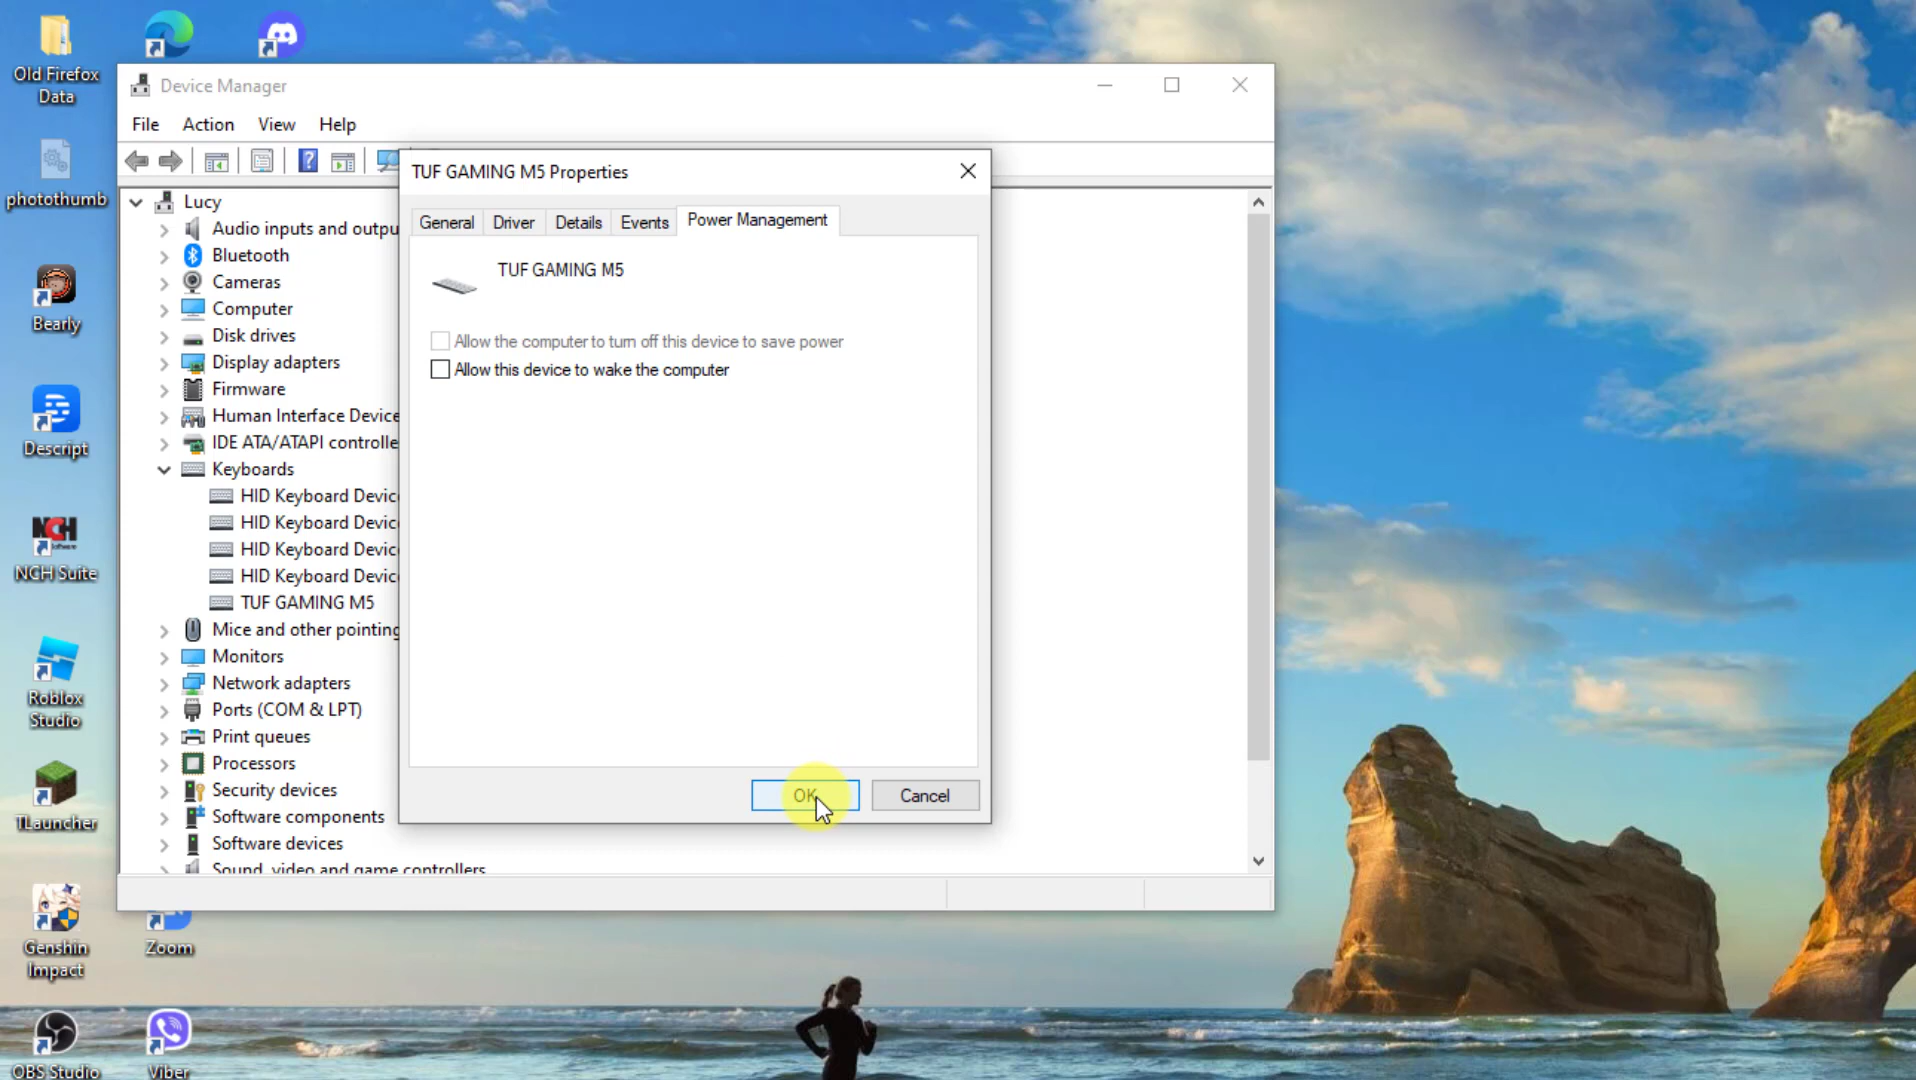 Old Firefox
Data
photothumb
Bearly
Descript
NCH
Software
NCH Suite
Roblox
Studio
TLauncher
Genshin
Impact
Zoom
OBS Studio
Viber
Device Manager
File Action View Help
Lucy
Audio inputs and outpu
Bluetooth
Cameras
Computer
Disk drives
Display adapters
Firmware
Human Interface Device
IDE ATA/ATAPI controlle
Keyboards
HID Keyboard Devic
HID Keyboard Devic
HID Keyboard Devic
HID Keyboard Devic
TUF GAMING M5
Mice and other pointing
Monitors
Network adapters
Ports (COM & LPT)
Print queues
Processors
Security devices
Software components
Software devices
Sound, video and game controllers
TUF GAMING M5 Properties
General Driver Details Events Power Management
TUF GAMING M5
Allow the computer to turn off this device to save power
Allow this device to wake the computer
OK Cancel